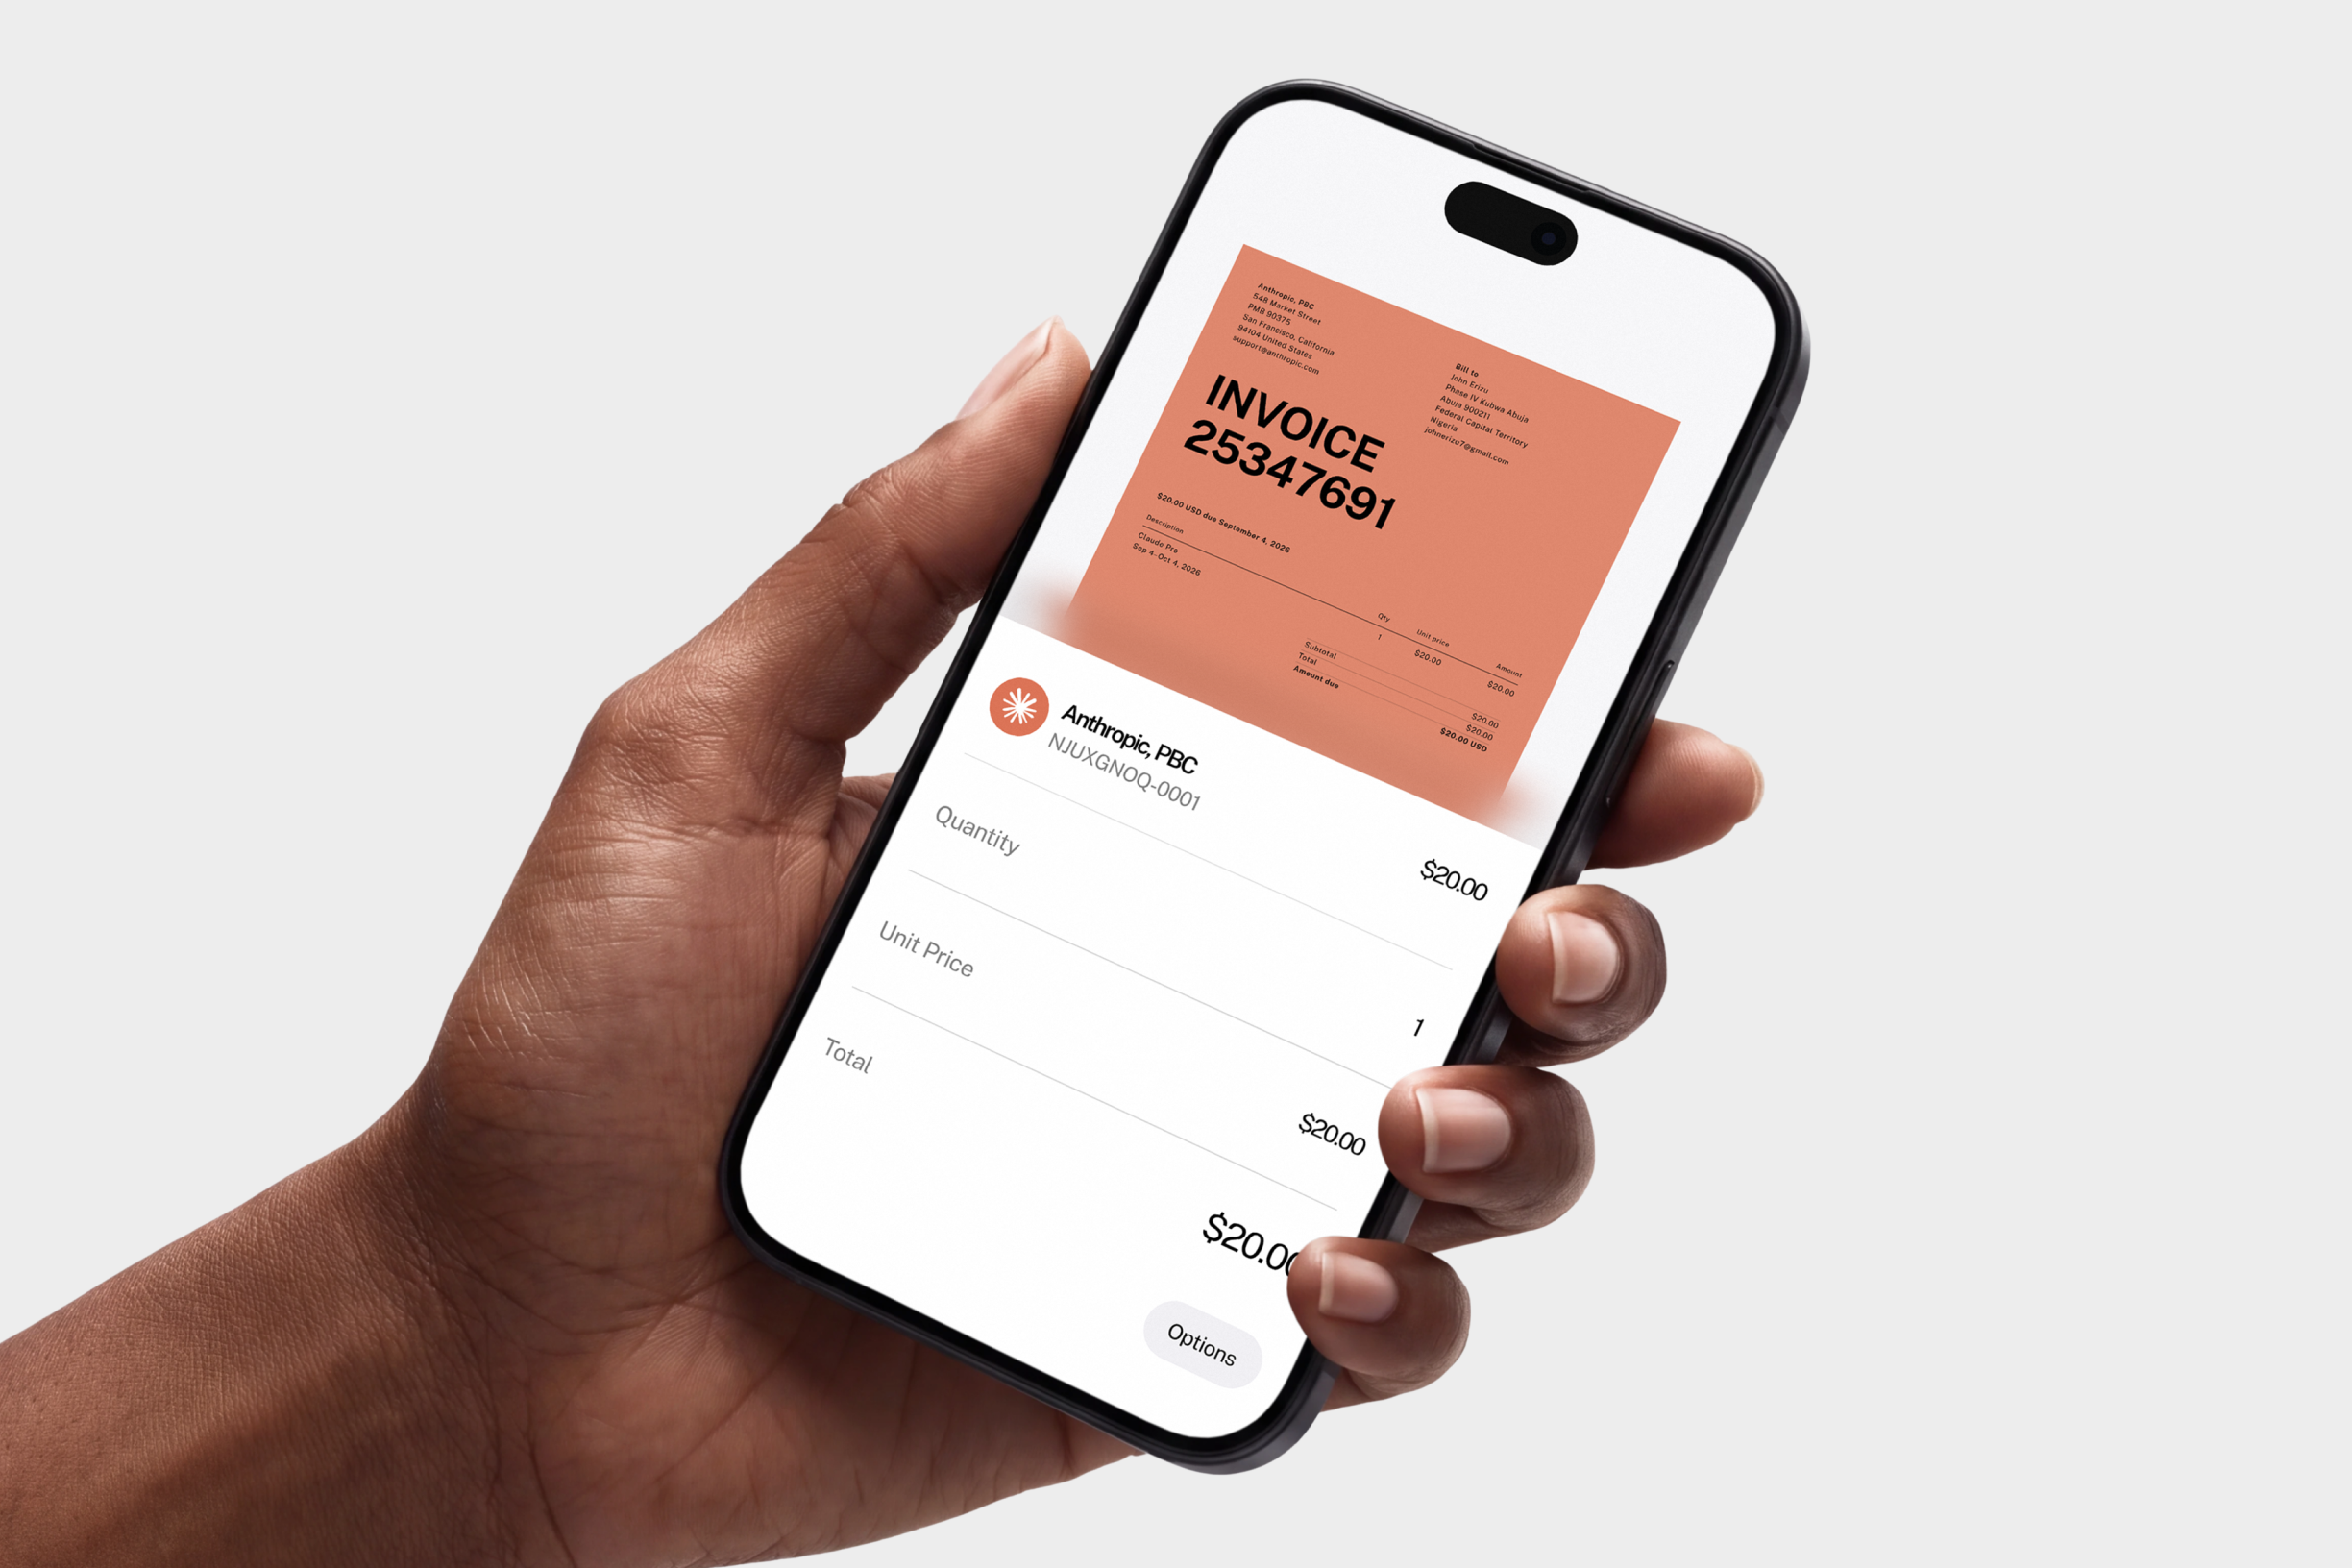 Anthropic, PBC
548 Market Street
PMB 90375
San Francisco, California
94104 United States
support@anthropic.com
Bill to
John Erizu
Phase IV Kubwa Abuja
Abuja 900211
Federal Capital Territory
Nigeria
johnerizu7@gmail.com
INVOICE
25347691
$20.00 USD due September 4, 2026
Description Qty Unit price Amount
Claude Pro 1 $20.00 $20.00
Sep 4-Oct 4, 2026
Subtotal $20.00
Total $20.00
Amount due $20.00 USD
Anthropic, PBC $20.00
NJUXGNOQ-0001
Quantity 1
Unit Price $20.00
Total $20.00
Options